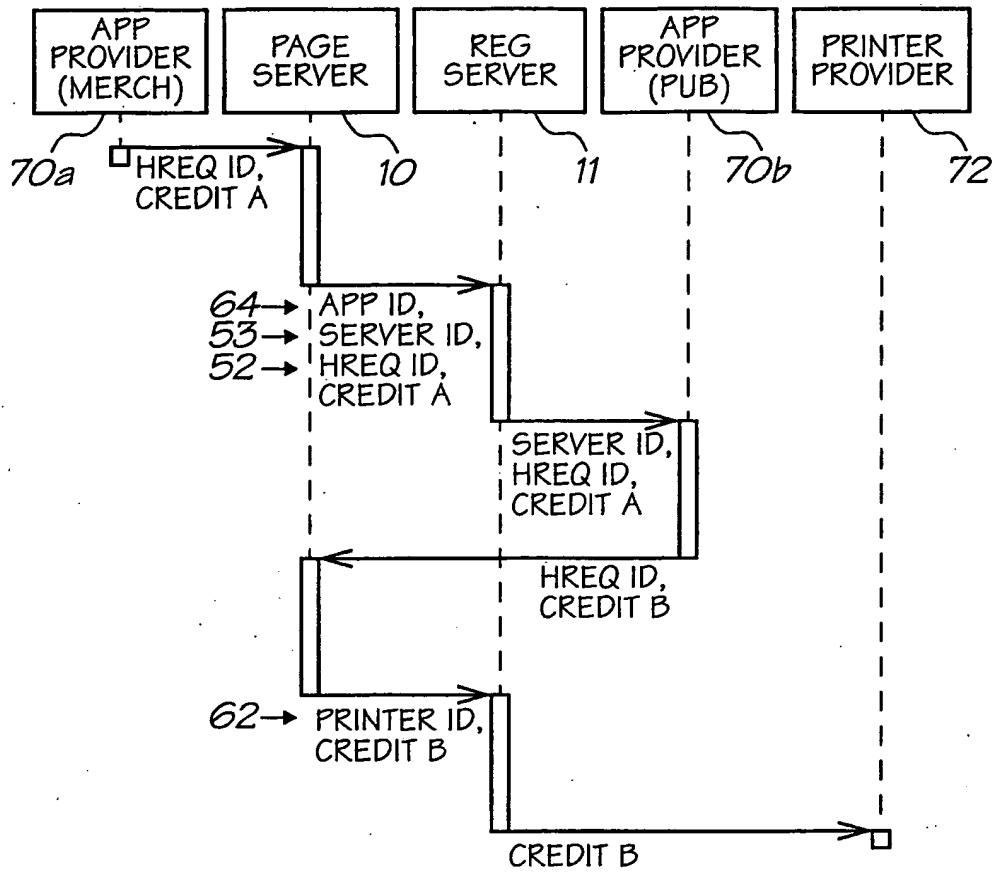 APP
PROVIDER
(MERCH)
PAGE
SERVER
REG
SERVER
APP
PROVIDER
(PUB)
PRINTER
PROVIDER
70a
10
11
70b
72
HREQ ID,
CREDIT A
64
APP ID,
53
SERVER ID,
52
HREQ ID,
CREDIT A
SERVER ID,
HREQ ID,
CREDIT A
HREQ ID,
CREDIT B
62
PRINTER ID,
CREDIT B
CREDIT B